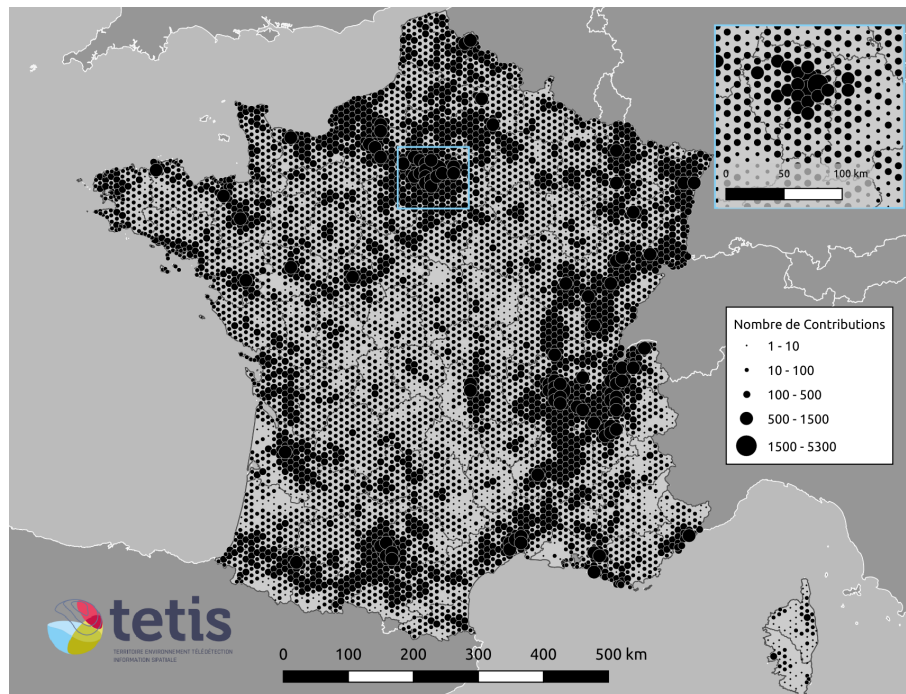 0 50 100 km
Nombre de Contributions
1 - 10
10 - 100
100 - 500
500 - 1500
1500 - 5300
tetis
TERRITOIRE ENVIRONNEMENT TÉLÉDÉTECTION
INFORMATION SPATIALE
0 100 200 300 400 500 km